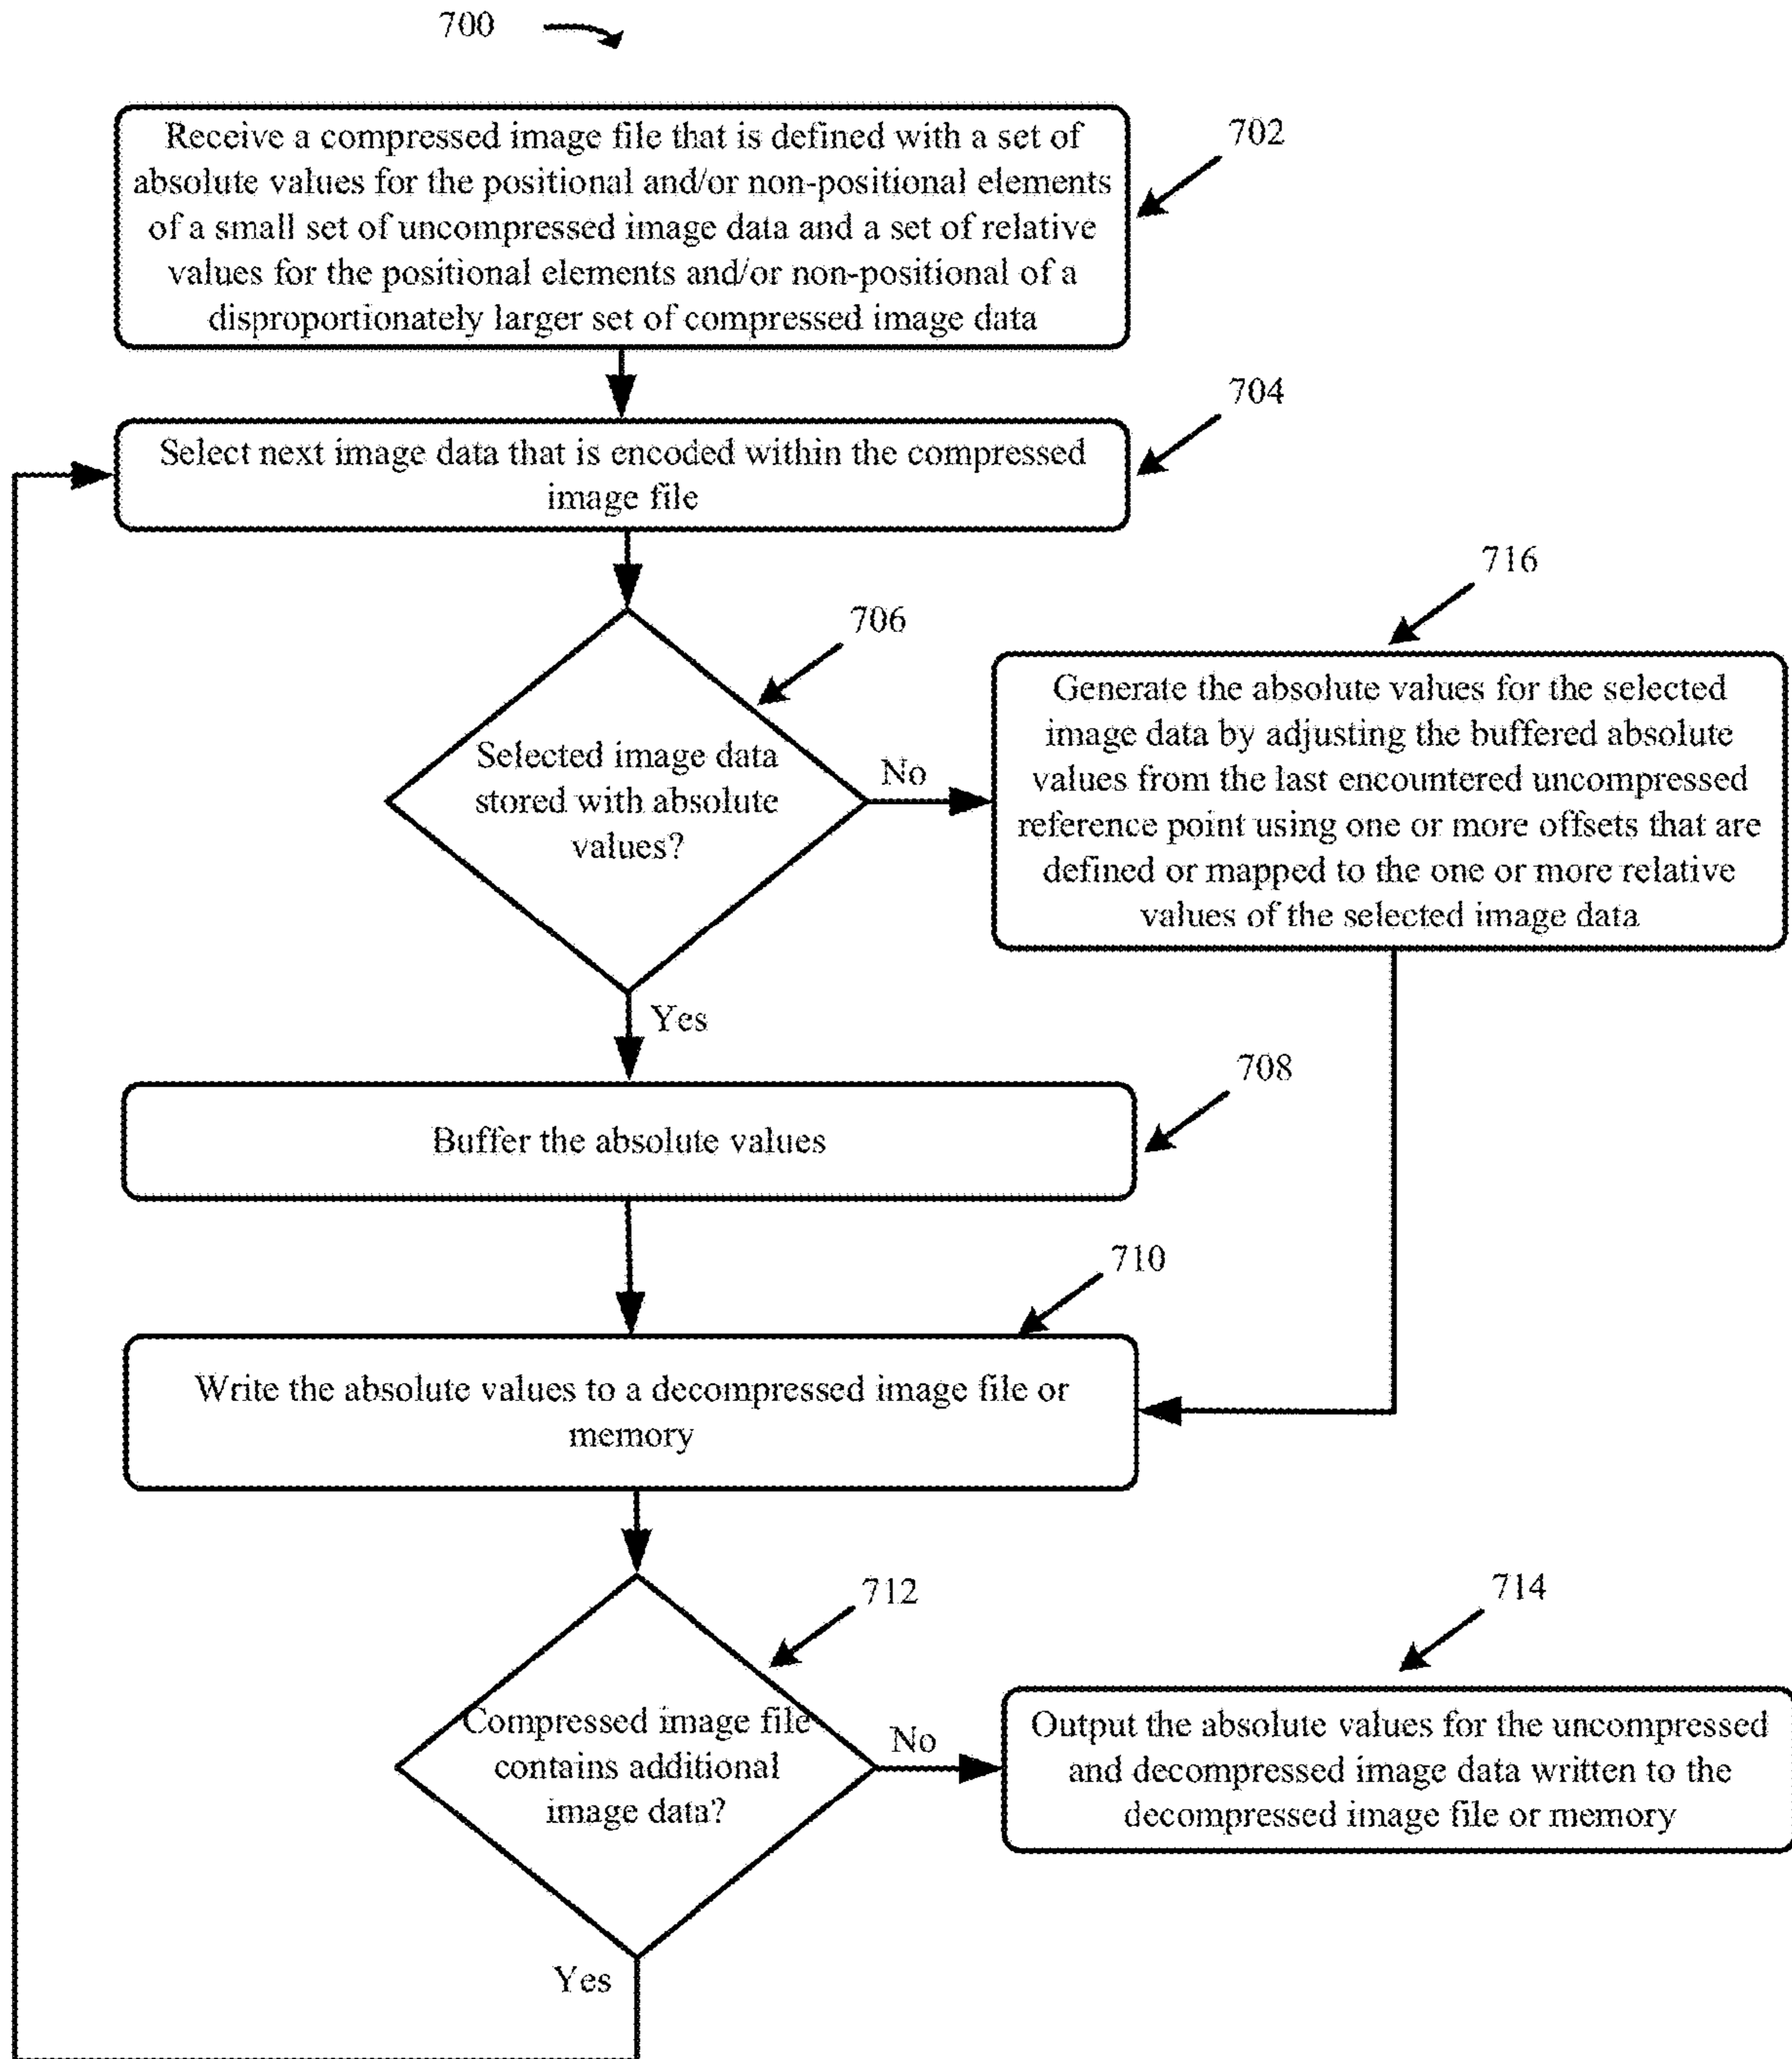 700
Receive a compressed image file that is defined with a set of
absolute values for the positional and/or non-positional elements
of a small set of uncompressed image data and a set of relative
values for the positional elements and/or non-positional of a
disproportionately larger set of compressed image data
702
Select next image data that is encoded within the compressed
image file
704
Selected image data
stored with absolute
values?
706
No
Yes
Generate the absolute values for the selected
image data by adjusting the buffered absolute
values from the last encountered uncompressed
reference point using one or more offsets that are
defined or mapped to the one or more relative
values of the selected image data
716
Buffer the absolute values
708
Write the absolute values to a decompressed image file or
memory
710
Compressed image file
contains additional
image data?
712
No
Yes
Output the absolute values for the uncompressed
and decompressed image data written to the
decompressed image file or memory
714